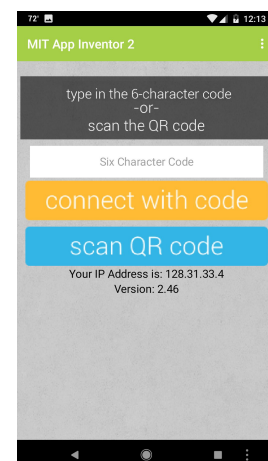 72° 12:13
MIT App Inventor 2
type in the 6-character code
-or-
scan the QR code
Six Character Code
connect with code
scan QR code
Your IP Address is: 128.31.33.4
Version: 2.46